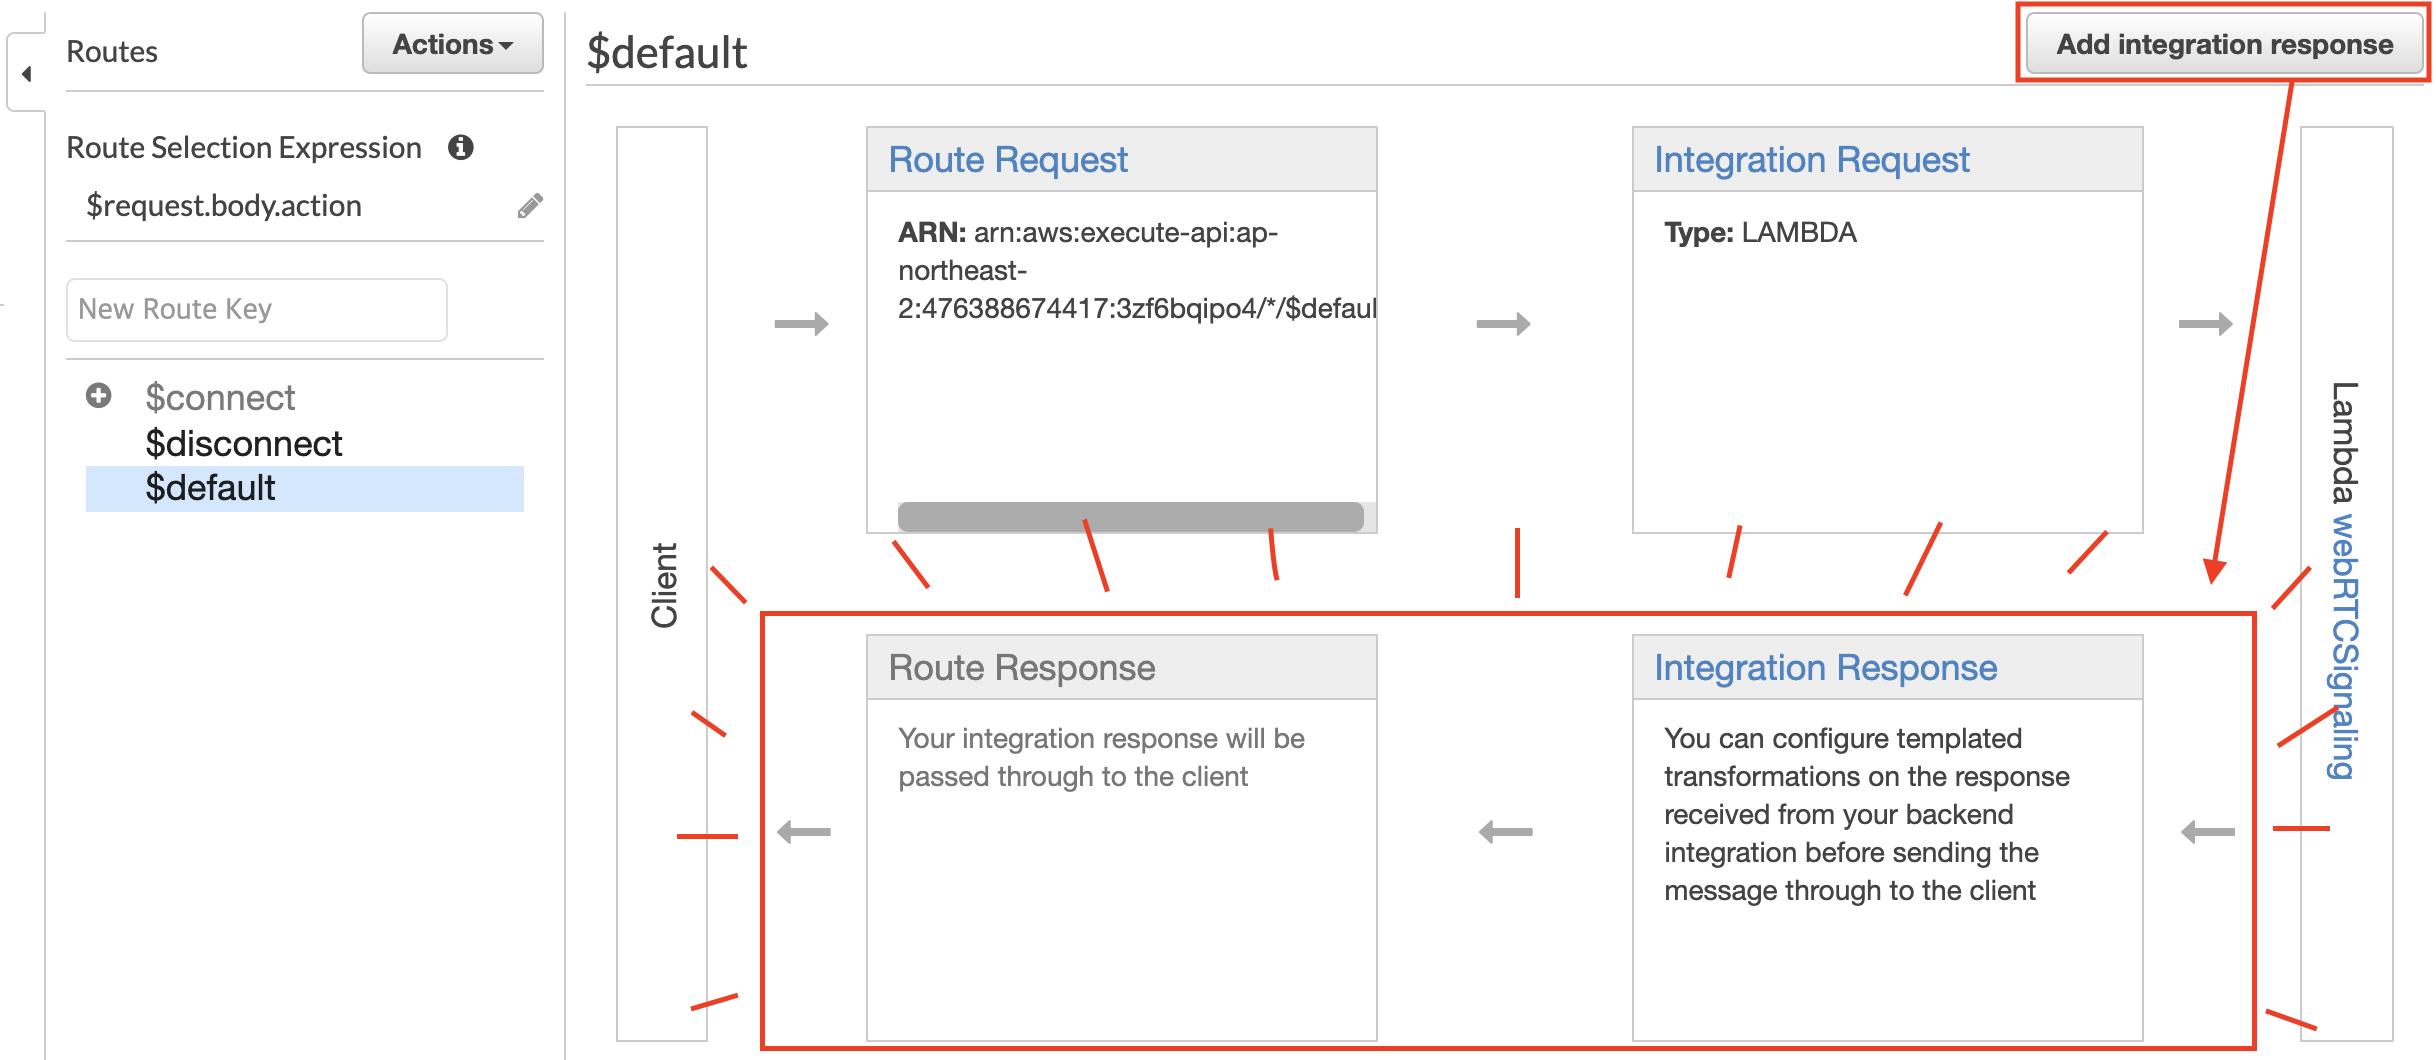 Routes
Actions
Route Selection Expression
$request.body.action
New Route Key
$connect
$disconnect
$default
$default
Add integration response
Client
Route Request
ARN: arn:aws:execute-api:ap-
northeast-
2:476388674417:3zf6bqipo4/*/$defaul
Integration Request
Type: LAMBDA
Lambda webRTCSignaling
Route Response
Your integration response will be
passed through to the client
Integration Response
You can configure templated
transformations on the response
received from your backend
integration before sending the
message through to the client